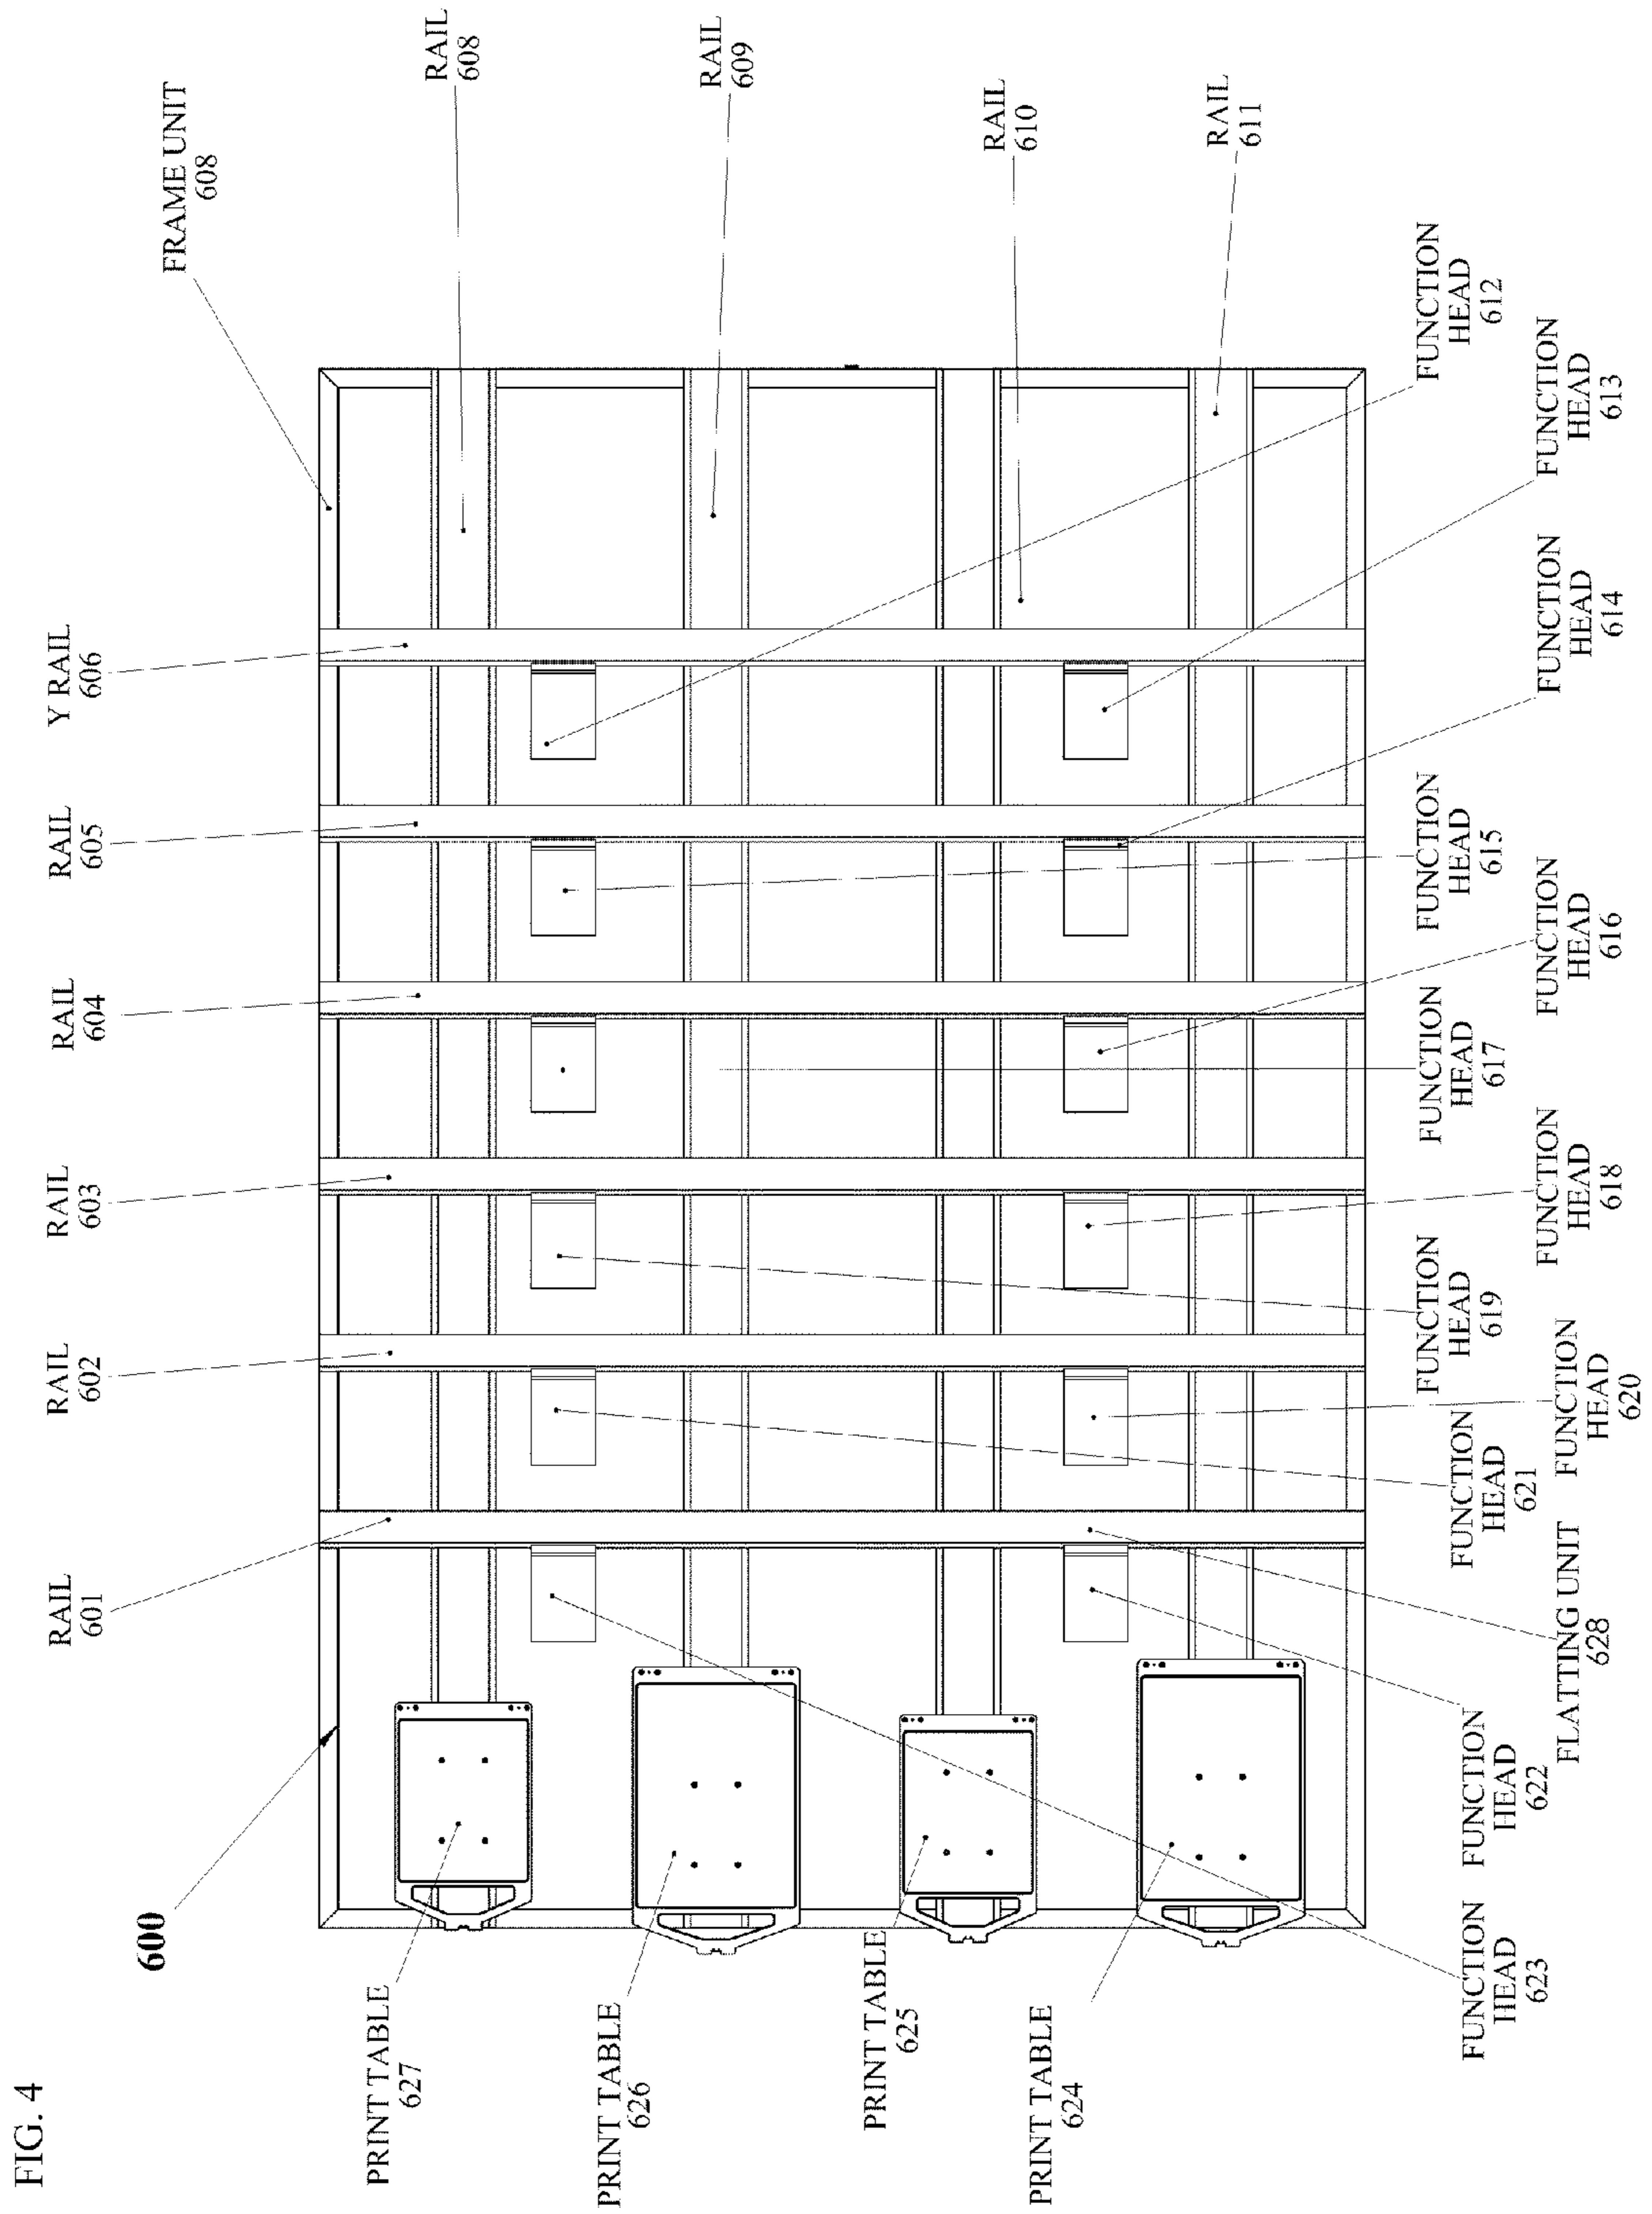 FIG. 4
600
RAIL
601
RAIL
602
RAIL
603
RAIL
604
RAIL
605
Y RAIL
606
FRAME UNIT
608
RAIL
608
RAIL
609
RAIL
610
RAIL
611
PRINT TABLE
627
PRINT TABLE
626
PRINT TABLE
625
PRINT TABLE
624
FUNCTION
HEAD
623
FUNCTION
HEAD
622
FLATTING UNIT
628
FUNCTION
HEAD
621
FUNCTION
HEAD
620
FUNCTION
HEAD
619
FUNCTION
HEAD
618
FUNCTION
HEAD
617
FUNCTION
HEAD
616
FUNCTION
HEAD
615
FUNCTION
HEAD
614
FUNCTION
HEAD
613
FUNCTION
HEAD
612